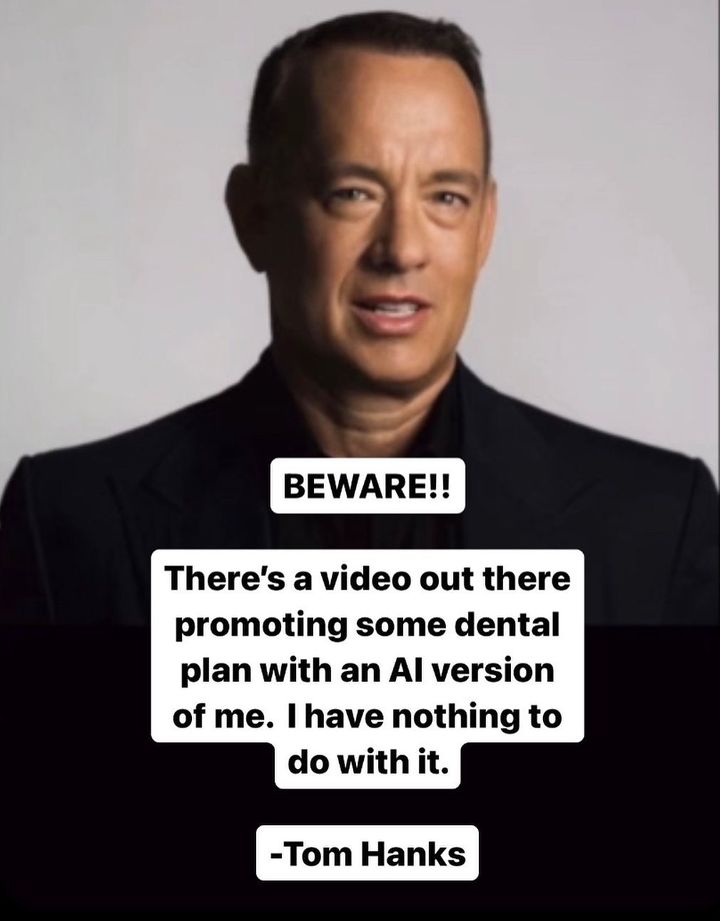 BEWARE!!
There’s a video out there
promoting some dental
plan with an AI version
of me.  I have nothing to
do with it.
-Tom Hanks